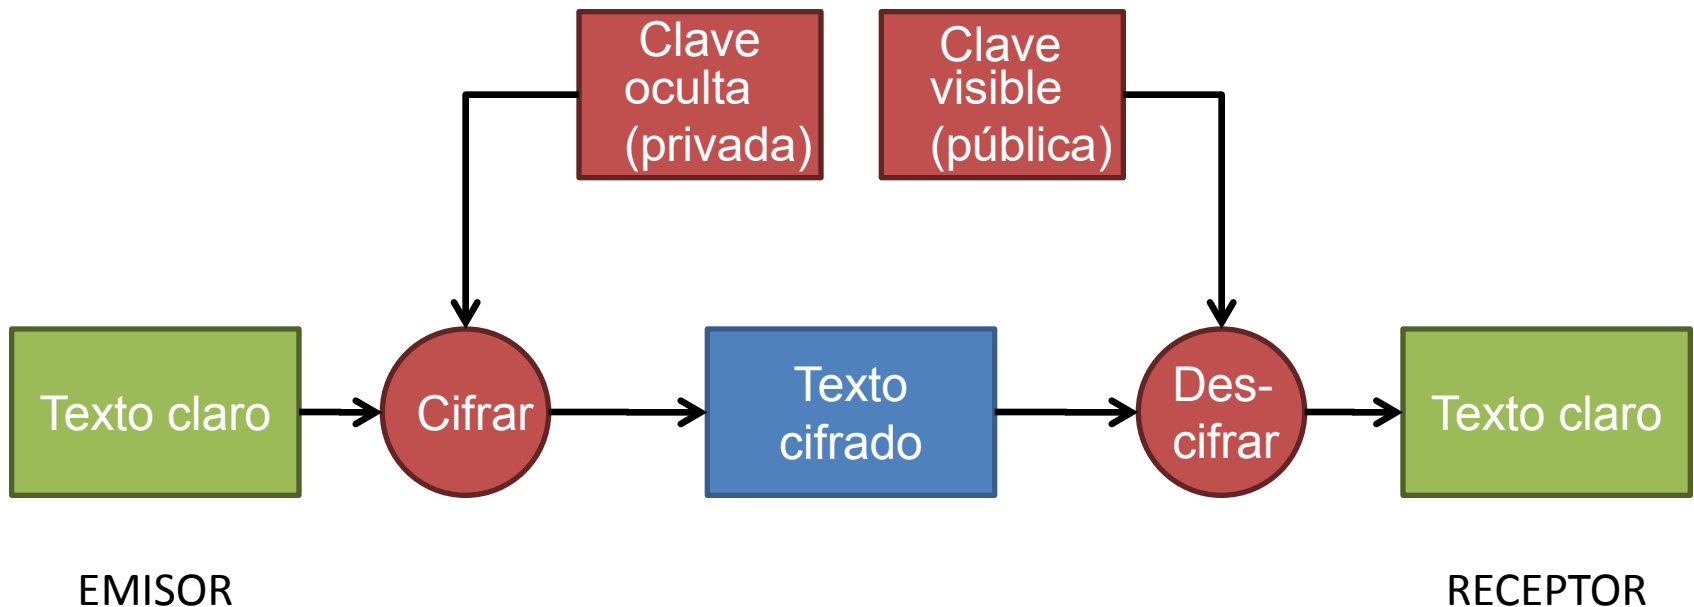 Clave
oculta
(privada)
Clave
visible
(pública)
Texto claro
Cifrar
Texto
cifrado
Des-
cifrar
Texto claro
EMISOR
RECEPTOR